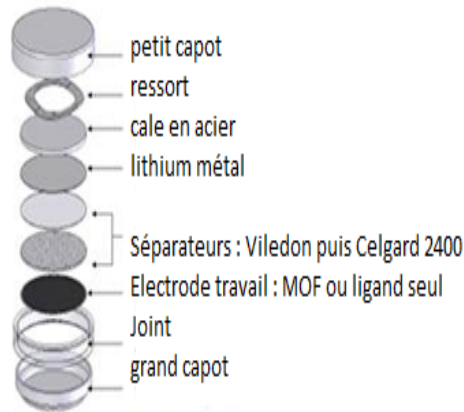 petit capot
ressort
cale en acier
lithium métal
Séparateurs : Viledon puis Celgard 2400
Electrode travail : MOF ou ligand seul
Joint
grand capot